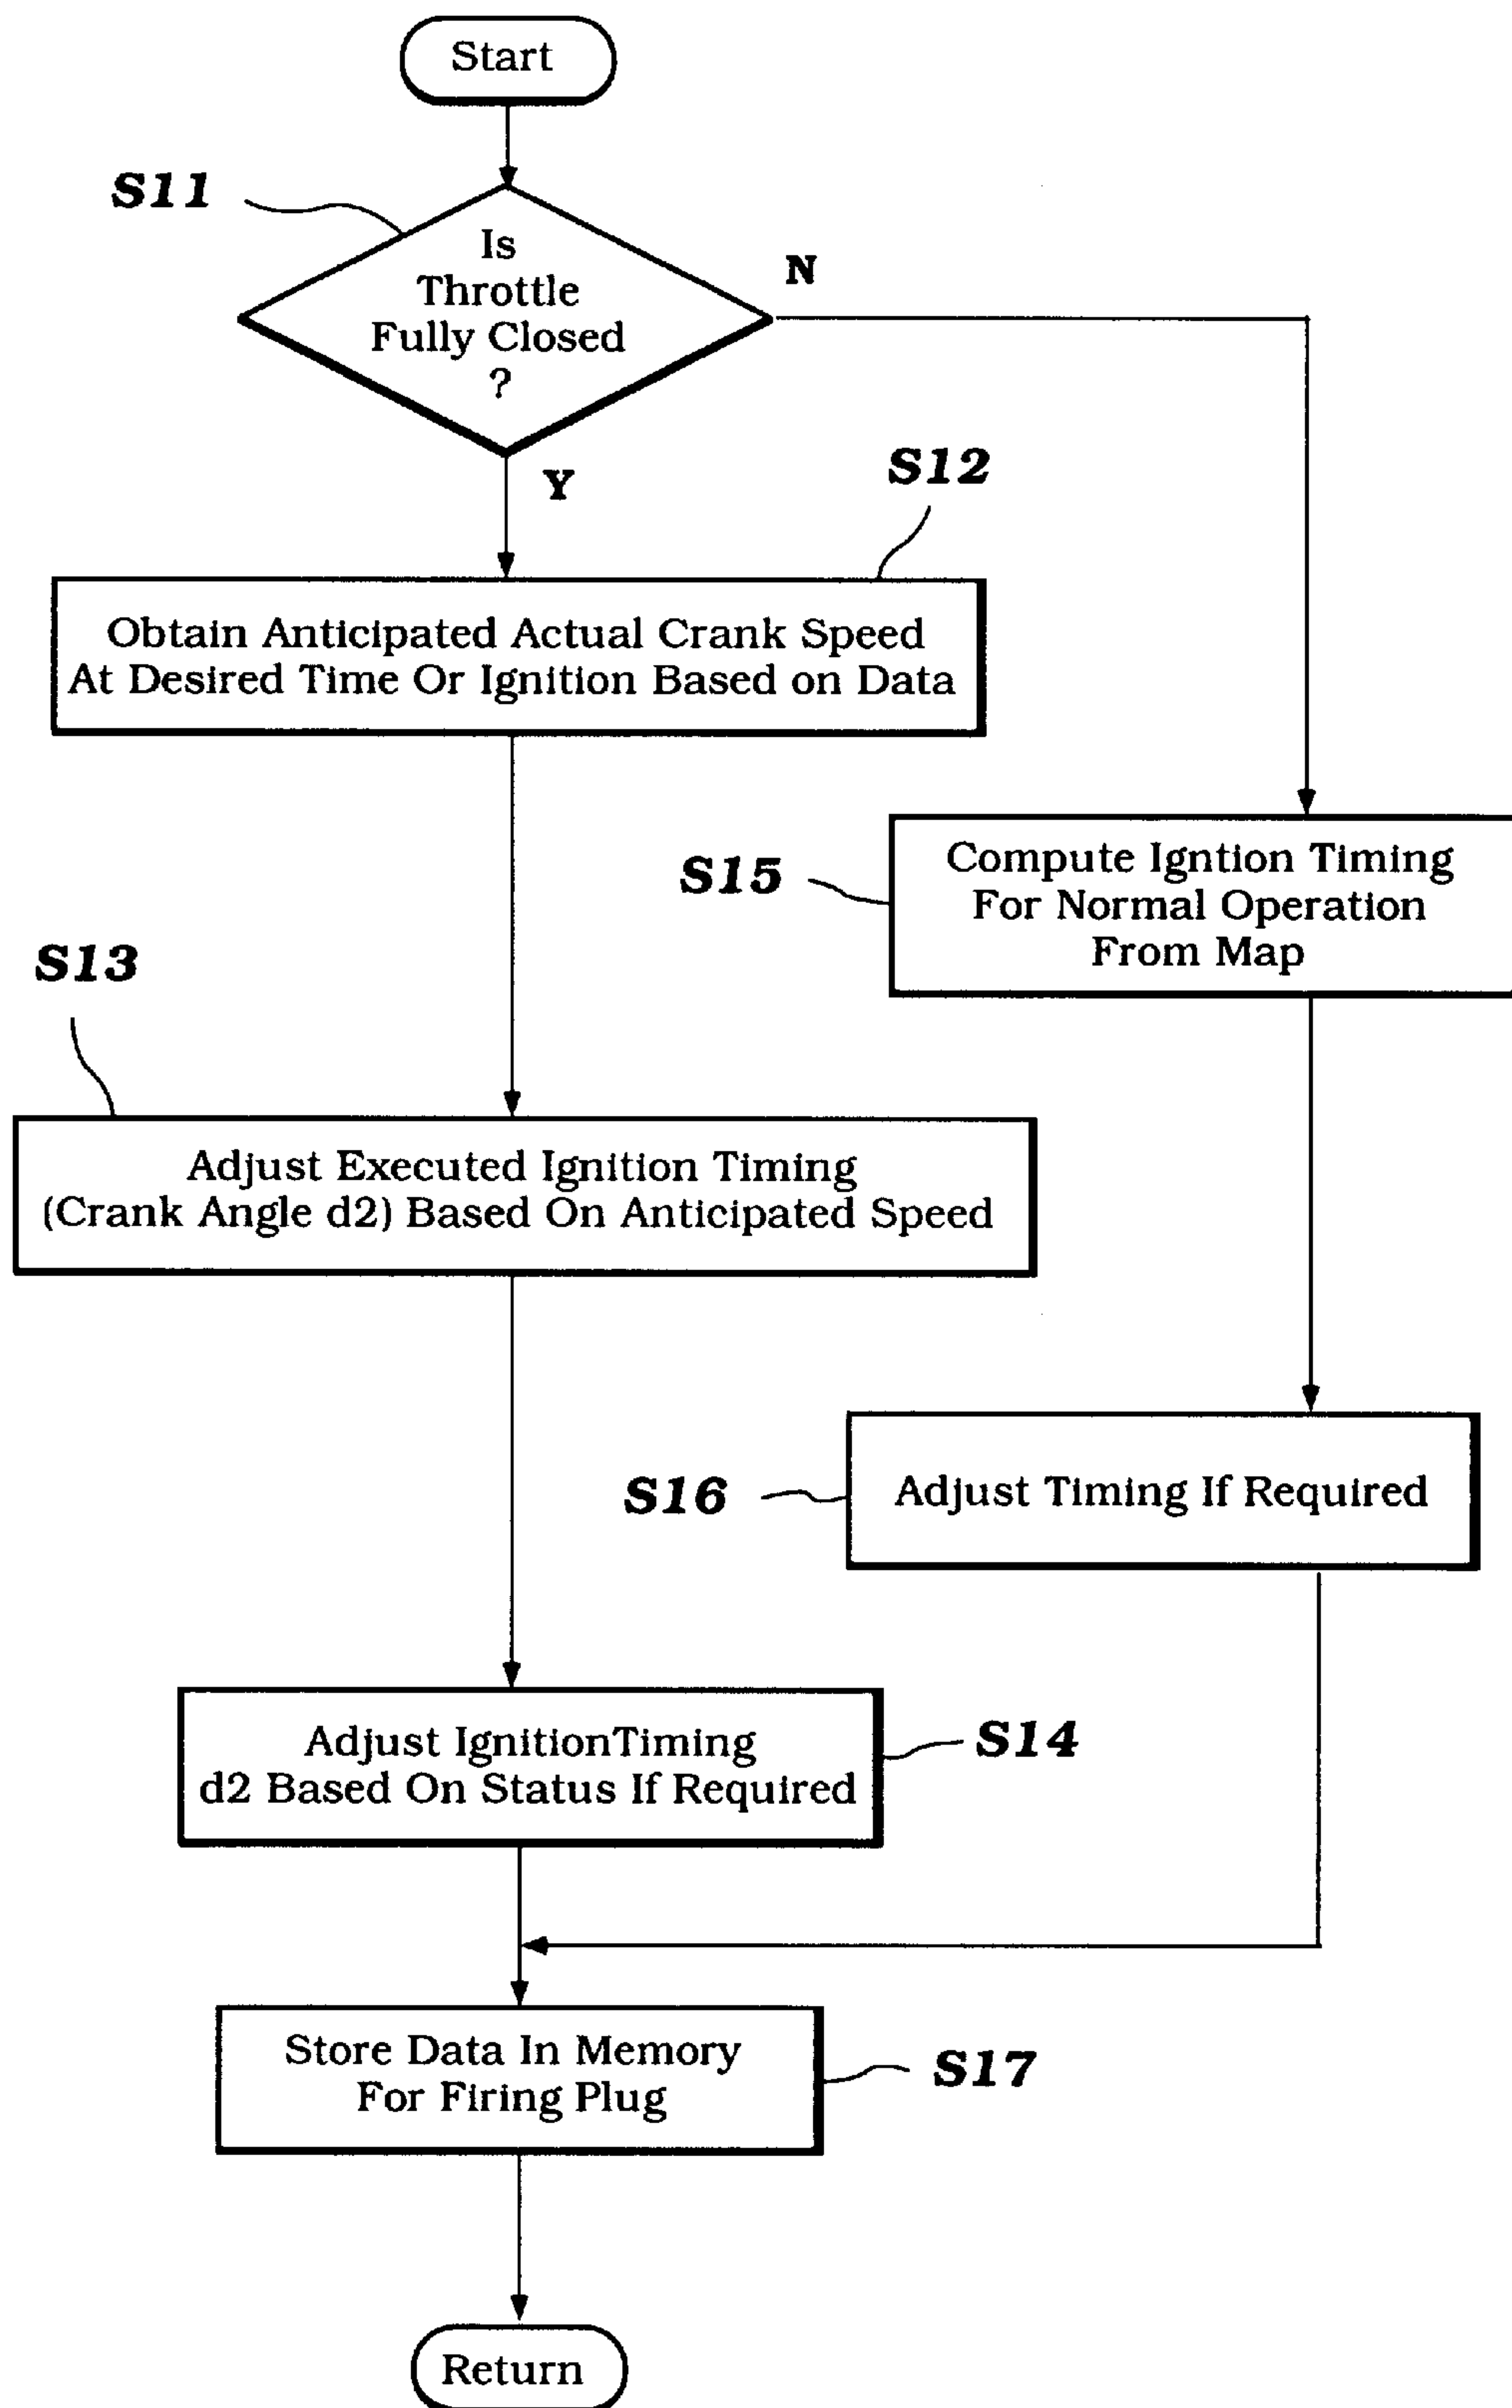 Start
S11
Is
Throttle
Fully Closed
?
N
Y
S12
Obtain Anticipated Actual Crank Speed
At Desired Time Or Ignition Based on Data
S15
Compute Igntion Timing
For Normal Operation
From Map
S13
Adjust Executed Ignition Timing
(Crank Angle d2) Based On Anticipated Speed
S16
Adjust Timing If Required
Adjust IgnitionTiming
d2 Based On Status If Required
S14
Store Data In Memory
For Firing Plug
S17
Return